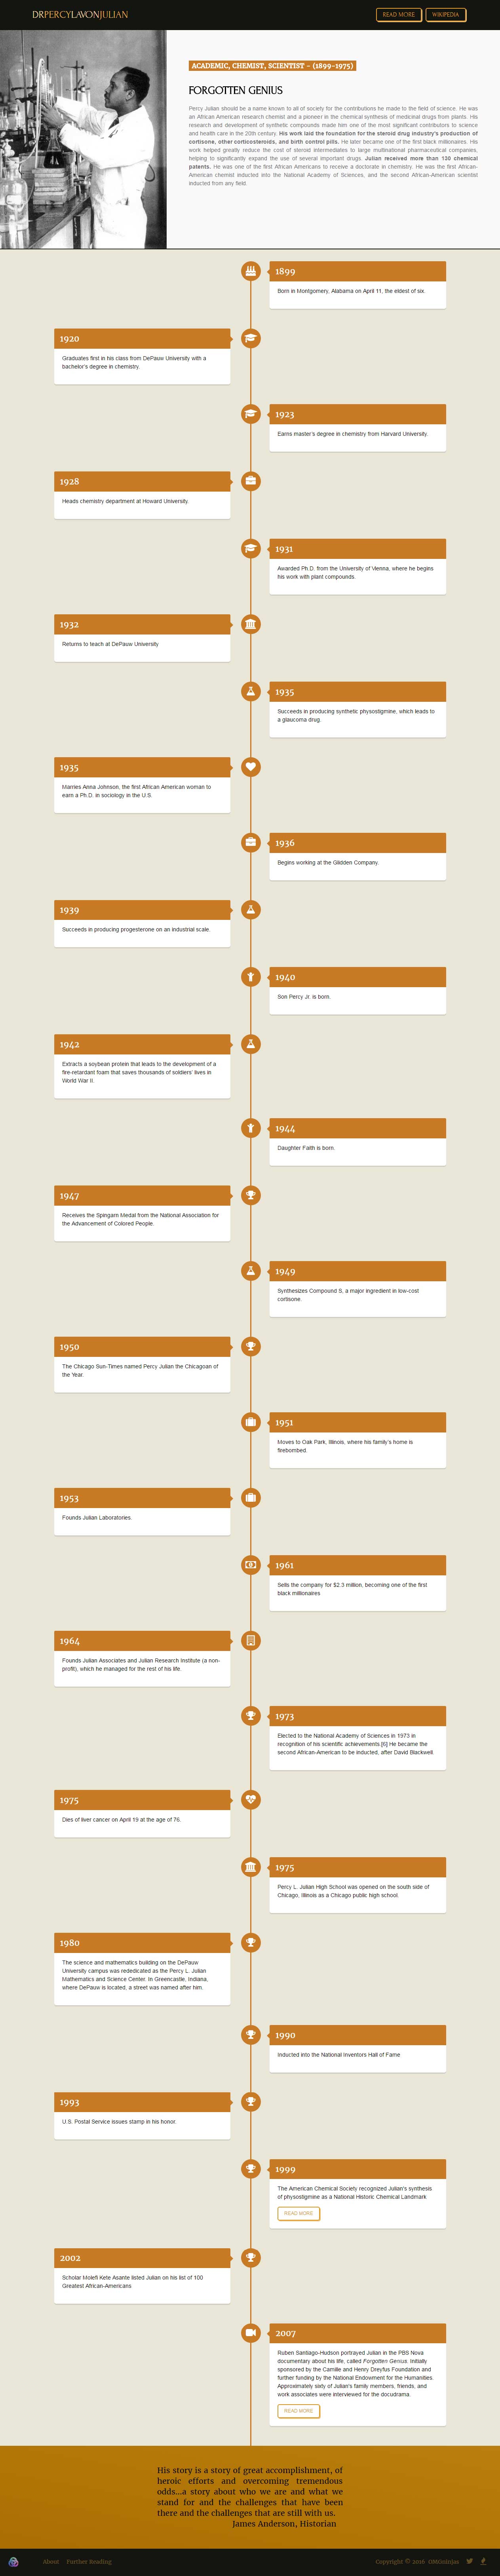 DRPERCYLAVONJULIAN
READ MORE
WIKIPEDIA
ACADEMIC, CHEMIST, SCIENTIST – (1899-1975)
FORGOTTEN GENIUS
Percy Julian should be a name known to all of society for the contributions be made to the field of science. He was
an African American research chemist and a pioneer in the chemical synthesis of medicinal drugs from plants. His
research and development of synthetic compounds made him one of the most significant contributors to science
and health care in the 20th century. His work laid the foundation for the steroid drug industry's production of
cortisone, other corticosteroids, and birth control pills. He later became one of the first black millionaires. His
work helped greatly reduce the cost of steroid intermediates to large multinational pharmaceutical companies,
helping to significantly expand the use of several important drugs. Julian received more than 130 chemical
patents. He was one of the first African Americans to receive a doctorate in chemistry. He was the first African-
American chemist inducted into the National Academy of Sciences, and the second African-American scientist
inducted from any field.
1899
Born in Montgomery, Alabama on April 11, the eldest of six.
1920
Graduates first in his class from DePauw University with a
bachelor's degree in chemistry.
1923
Earns master's degree in chemistry from Harvard University.
1928
Heads chemistry department at Howard University.
1931
Awarded Ph.D. from the University of Vienna, where he begins
his work with plant compounds.
1932
Returns to teach at DePauw University
1935
Succeeds in producing synthetic physostigmine, which leads to
a glaucoma drug.
1935
Marries Anna Johnson, the first African American woman to
earn a Ph.D. in sociology in the U.S.
1936
Begins working at the Glidden Company.
1939
Succeeds in producing progesterone on an industrial scale.
1940
Son Percy Jr. is born.
1942
Extracts a soybean protein that leads to the development of a
fire-retardant foam that saves thousands of soldiers' lives in
World War II.
1944
Daughter Faith is born.
1947
Receives the Spingarn Medal from the National Association for
the Advancement of Colored People.
1949
Synthesizes Compound S, a major ingredient in low-cost
cortisone.
1950
The Chicago Sun-Times named Percy Julian the Chicagoan of
the Year.
1951
Moves to Oak Park, Illinois, where his family's home is
firebombed.
1953
Founds Julian Laboratories.
1961
Sells the company for $2.3 million, becoming one of the first
black millionaires
1964
Founds Julian Associates and Julian Research Institute (a non-
profit), which he managed for the rest of his life.
1973
Elected to the National Academy of Sciences in 1973 in
recognition of his scientific achievements.[6] He became the
second African-American to be inducted, after David Blackwell.
1975
Dies of liver cancer on April 19 at the age of 76.
1975
Percy L. Julian High School was opened on the south side of
Chicago, Illinois as a Chicago public high school.
1980
The science and mathematics building on the DePauw
University campus was rededicated as the Percy L. Julian
Mathematics and Science Center. In Greencastle, Indiana,
where DePauw is located, a street was named after him.
1990
Inducted into the National Inventors Hall of Fame
1993
U.S. Postal Service issues stamp in his honor.
1999
The American Chemical Society recognized Julian's synthesis
of physostigmine as a National Historic Chemical Landmark
READ MORE
2002
Scholar Molefi Kete Asante listed Julian on his list of 100
Greatest African-Americans
2007
Ruben Santiago-Hudson portrayed Julian in the PBS Nova
documentary about his life, called Forgotten Genius. Initially
sponsored by the Camille and Henry Dreyfus Foundation and
further funding by the National Endowment for the Humanities.
Approximately sixty of Julian's family members, friends, and
work associates were interviewed for the docudrama.
READ MORE
His story is a story of great accomplishment, of
heroic efforts and overcoming tremendous
odds...a story about who we are and what we
stand for and the challenges that have been
there and the challenges that are still with us.
James Anderson, Historian
About
Further Reading
Copyright © 2016